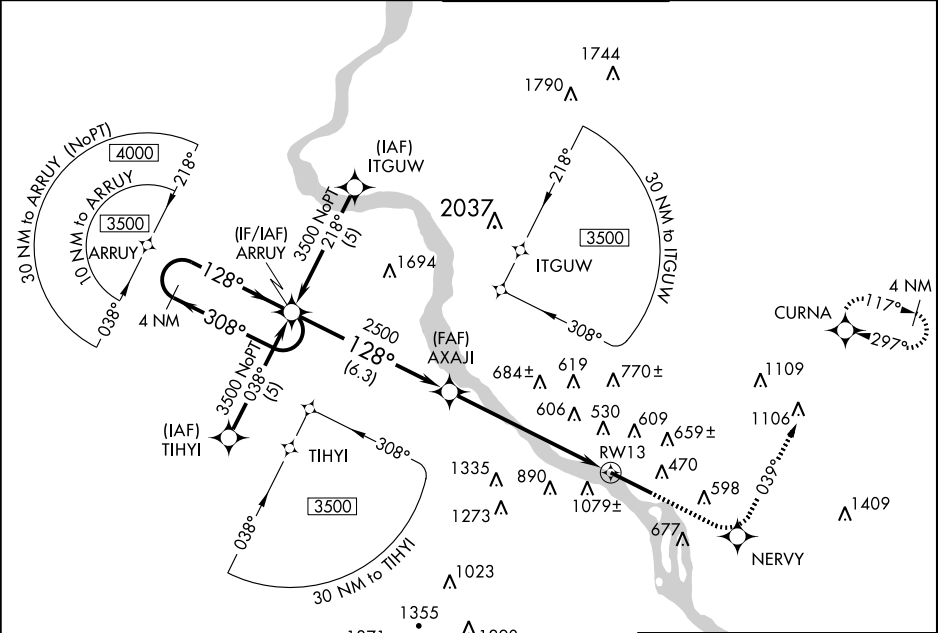 1744
1790
30 NM to ARRUY (NoPT)
4000
218°
10 NM to ARRUY
3500
ARRUY
038°
(IAF)
ITGUW
3500 NoPT
218°
(5)
(IF/IAF)
ARRUY
128°
308°
4 NM
1694
2037
218°
3500
ITGUW
308°
30 NM to ITGUW
4 NM
CURNA
117°
297°
2500
128°
(6.3)
(FAF)
AXAJI
3500 NoPT
038°
(5)
(IAF)
TIHYI
684±
619
770±
1109
606
530
609
659±
1106
RW13
470
039°
598
1335
890
1079±
1273
677
1409
NERVY
TIHYI
308°
3500
038°
30 NM to TIHYI
1023
1355